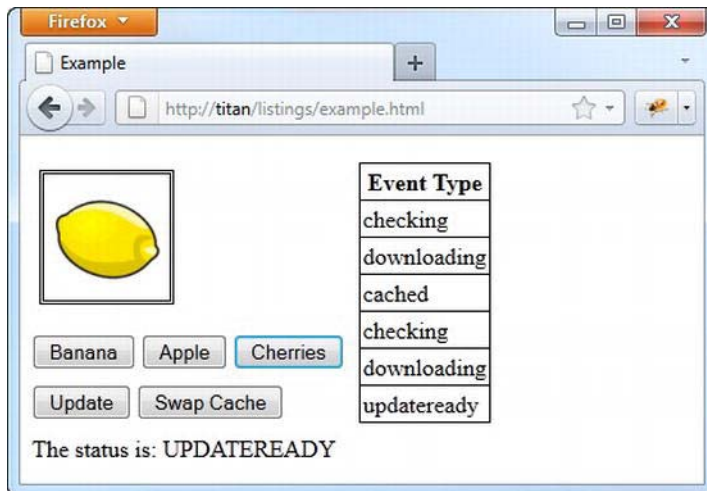 Firefox
Example
http://titan/listings/example.html
Event Type
checking
downloading
cached
checking
downloading
updateready
Banana Apple Cherries
Update Swap Cache
The status is: UPDATEREADY